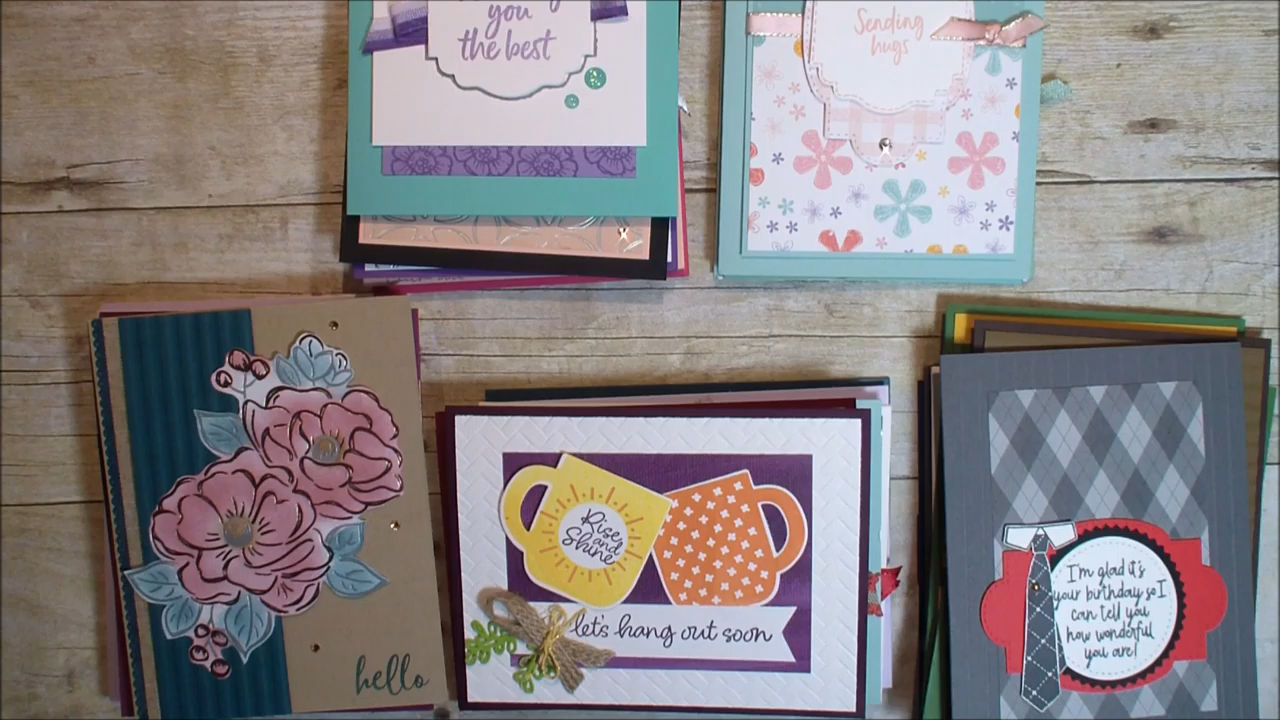 you
the best
Sending
hugs
hello
Rise
and
Shine
let's hang out soon
I'm glad it's
your birthday so I
can tell you
how wonderful
you are!